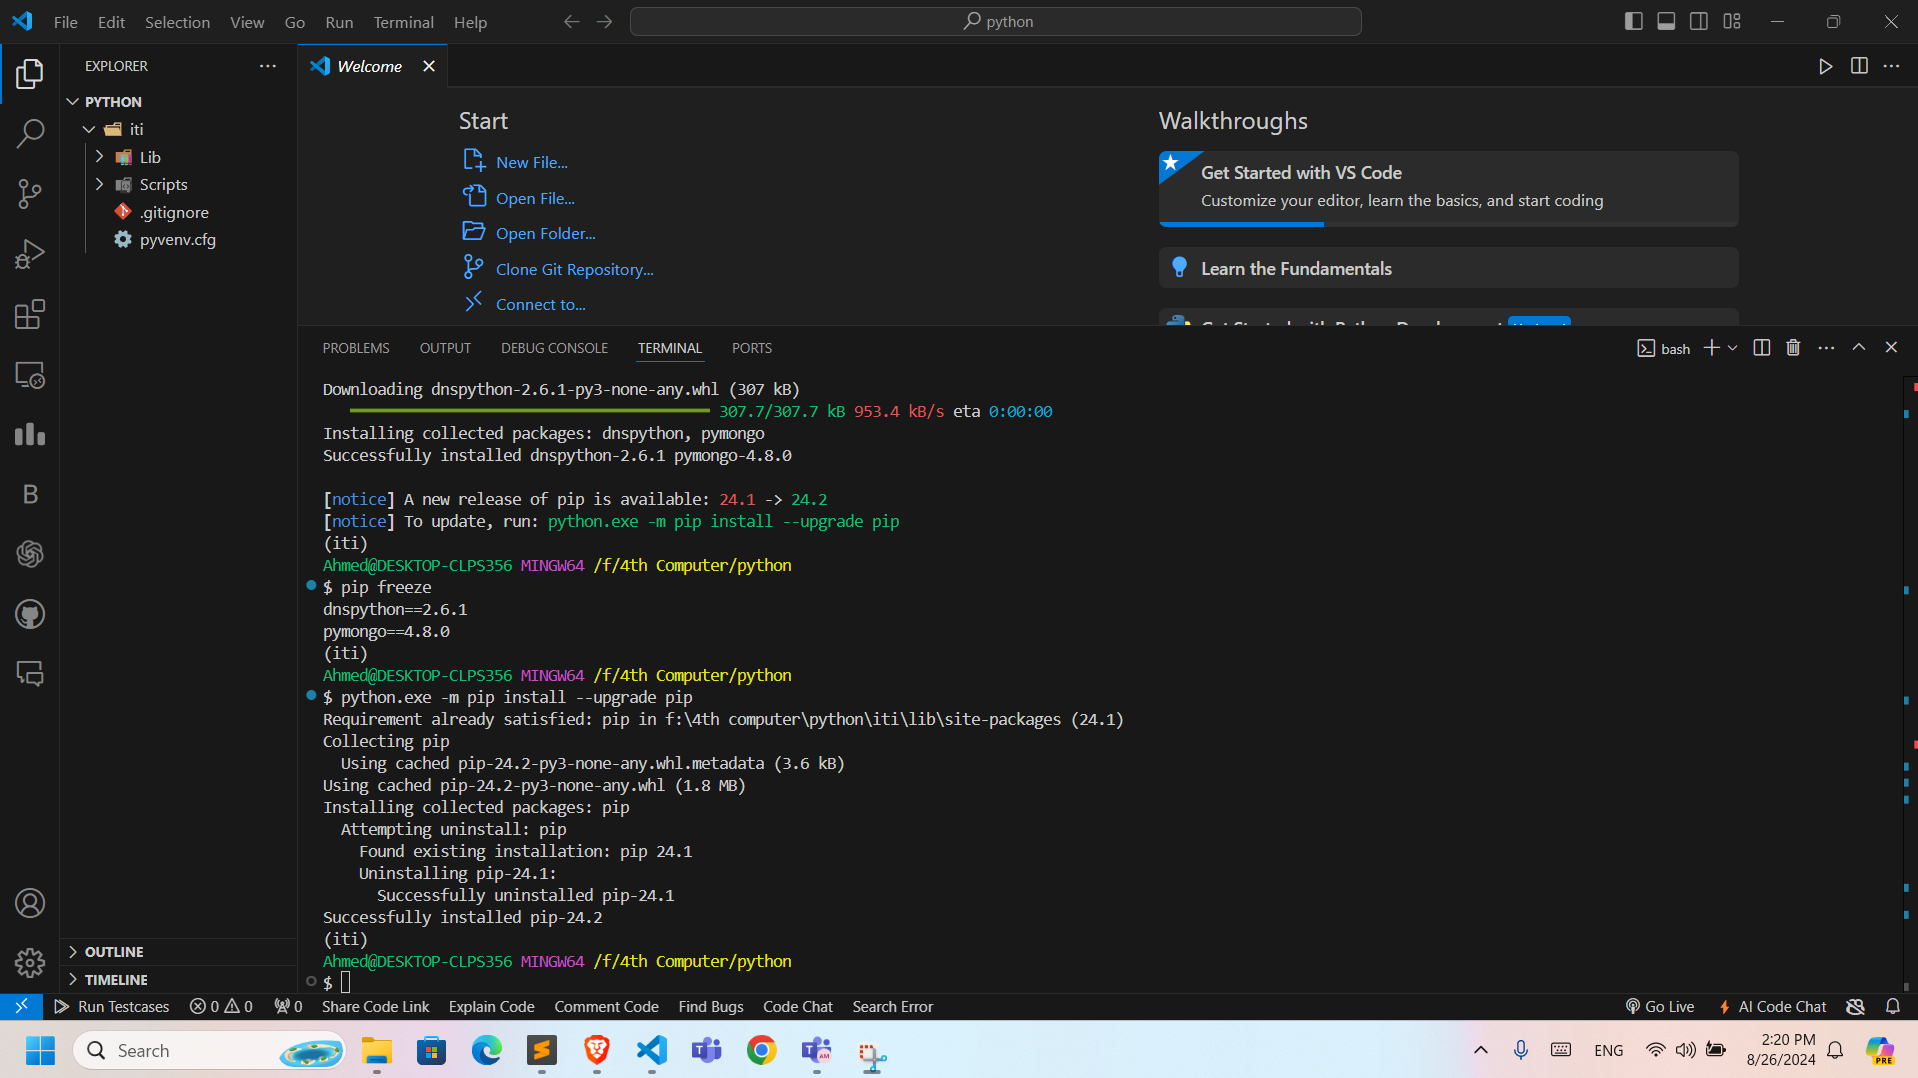 File Edit Selection View Go Run Terminal Help
python
EXPLORER
PYTHON
iti
Lib
Scripts
.gitignore
pyvenv.cfg
OUTLINE
TIMELINE
Welcome
Start
New File...
Open File...
Open Folder...
Clone Git Repository...
Connect to...
Walkthroughs
Get Started with VS Code
Customize your editor, learn the basics, and start coding
Learn the Fundamentals
PROBLEMS OUTPUT DEBUG CONSOLE TERMINAL PORTS
bash
Downloading dnspython-2.6.1-py3-none-any.whl (307 kB)
307.7/307.7 kB 953.4 kB/s eta 0:00:00
Installing collected packages: dnspython, pymongo
Successfully installed dnspython-2.6.1 pymongo-4.8.0
[notice] A new release of pip is available: 24.1 -> 24.2
[notice] To update, run: python.exe -m pip install --upgrade pip
(iti)
Ahmed@DESKTOP-CLPS356 MINGW64 /f/4th Computer/python
$ pip freeze
dnspython==2.6.1
pymongo==4.8.0
(iti)
Ahmed@DESKTOP-CLPS356 MINGW64 /f/4th Computer/python
$ python.exe -m pip install --upgrade pip
Requirement already satisfied: pip in f:\4th computer\python\iti\lib\site-packages (24.1)
Collecting pip
Using cached pip-24.2-py3-none-any.whl.metadata (3.6 kB)
Using cached pip-24.2-py3-none-any.whl (1.8 MB)
Installing collected packages: pip
Attempting uninstall: pip
Found existing installation: pip 24.1
Uninstalling pip-24.1:
Successfully uninstalled pip-24.1
Successfully installed pip-24.2
(iti)
Ahmed@DESKTOP-CLPS356 MINGW64 /f/4th Computer/python
$
Run Testcases 0 0 0 Share Code Link Explain Code Comment Code Find Bugs Code Chat Search Error Go Live AI Code Chat
Search
ENG
2:20 PM
8/26/2024
PRE